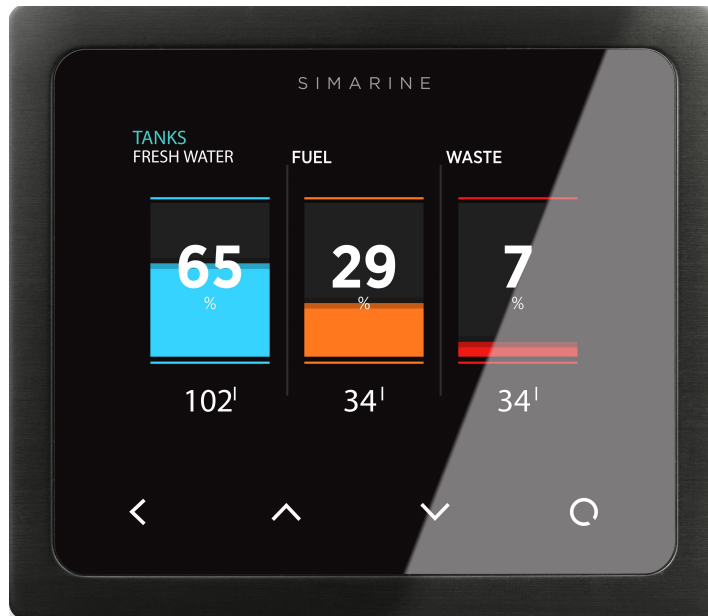 SIMARINE
TANKS
FRESH WATER
FUEL
WASTE
65
%
29
%
7
%
102l
34l
34l